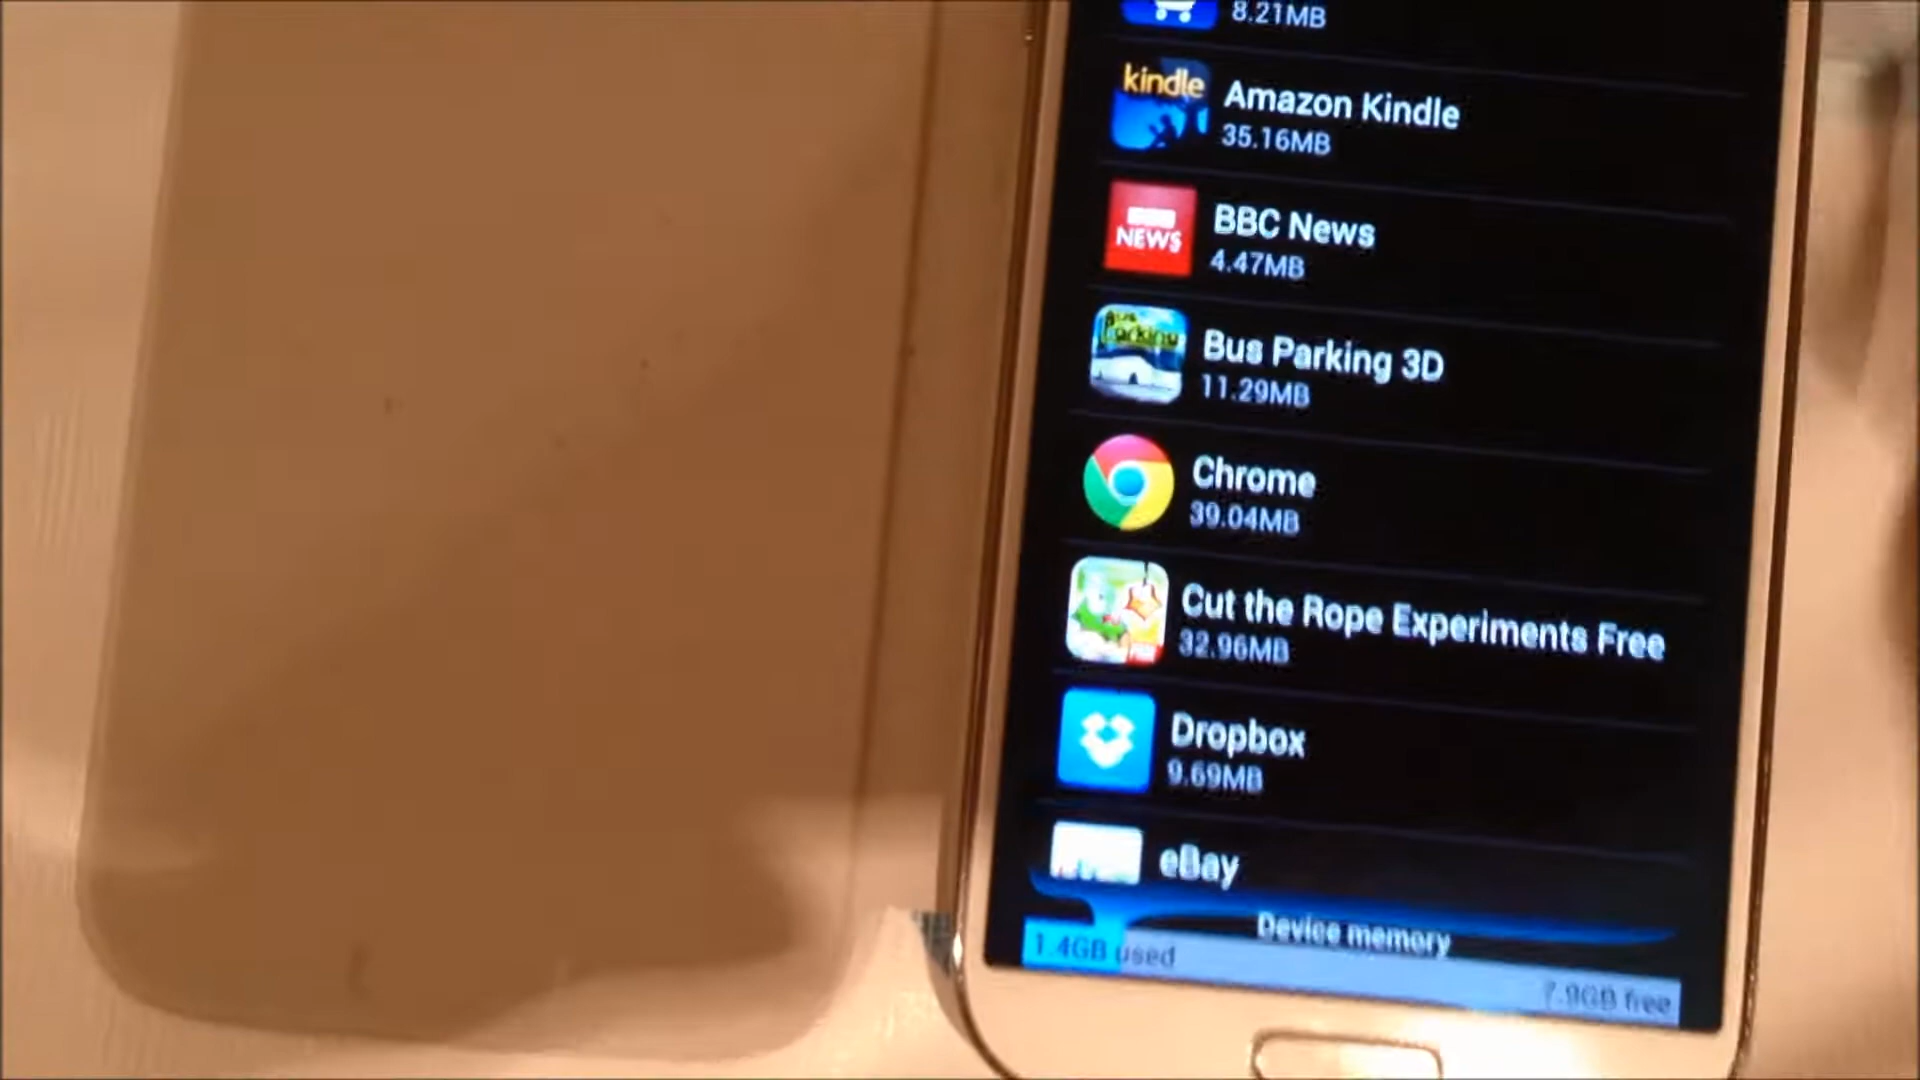 8.21MB
kindle
Amazon Kindle
35.16MB
NEWS
BBC News
4.47MB
Bus
Parking
Bus Parking 3D
11.29MB
Chrome
39.04MB
Cut the Rope Experiments Free
32.96MB
Dropbox
9.69MB
eBay
Device memory
1.4GB used
7.9GB free